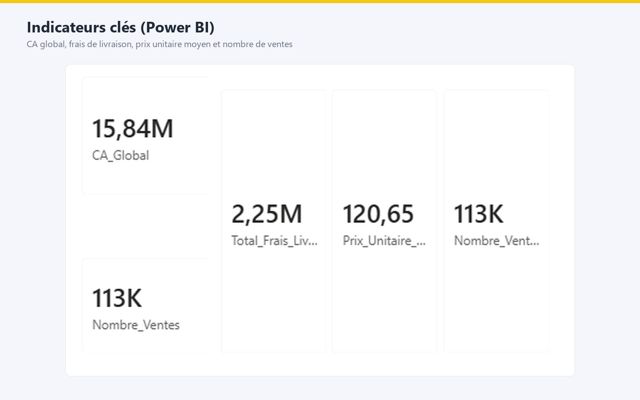 Indicateurs clés (Power BI)
CA global, frais de livraison, prix unitaire moyen et nombre de ventes
15,84M
CA_Global
113K
Nombre_Ventes
2,25M
Total_Frais_Liv...
120,65
Prix_Unitaire_...
113K
Nombre_Vent...